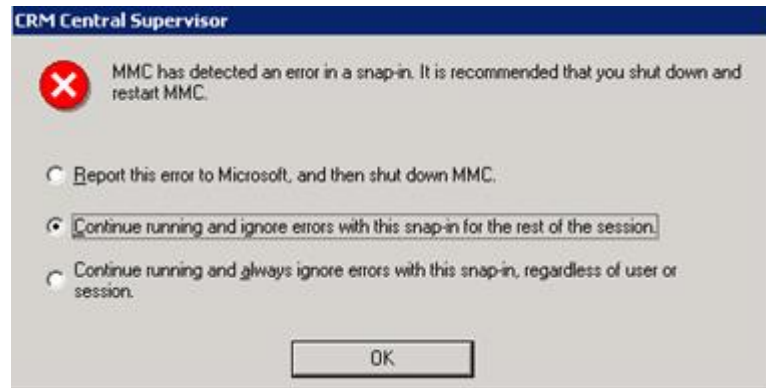 CRM Central Supervisor
MMC has detected an error in a snap-in. It is recommended that you shut down and
restart MMC.
Report this error to Microsoft, and then shut down MMC.
Continue running and ignore errors with this snap-in for the rest of the session.
Continue running and always ignore errors with this snap-in, regardless of user or
session.
OK